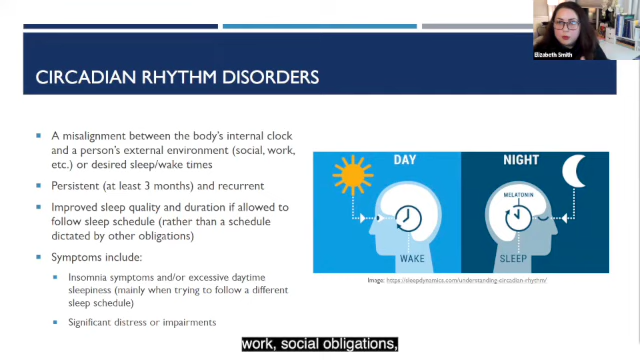 Elizabeth Smith
CIRCADIAN RHYTHM DISORDERS
A misalignment between the body's internal clock
and a person's external environment (social, work,
etc.) or desired sleep/wake times
Persistent (at least 3 months) and recurrent
Improved sleep quality and duration if allowed to
follow sleep schedule (rather than a schedule
dictated by other obligations)
Symptoms include:
Insomnia symptoms and/or excessive daytime
sleepiness (mainly when trying to follow a different
sleep schedule)
Significant distress or impairments
DAY
NIGHT
MELATONIN
WAKE
SLEEP
Image: https://sleepdynamics.com/understanding-circadian-rhythm/
work, social obligations,